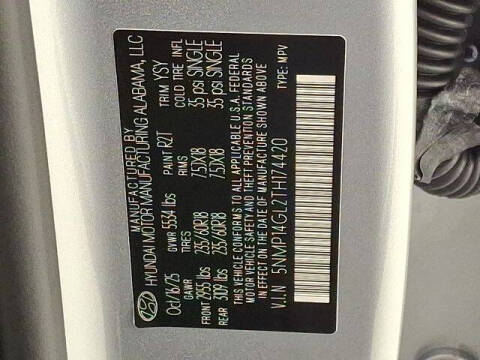 MANUFACTURED BY
HYUNDAI MOTOR MANUFACTURING ALABAMA, LLC
Oct/16/25 GVWR 5534 lbs PAINT R2T TRIM YSY
GAWR TIRES RIMS COLD TIRE INFL
FRONT 2955 lbs 235/60R18 7.5JX18 35 psi SINGLE
REAR 3109 lbs 235/60R18 7.5JX18 35 psi SINGLE
THIS VEHICLE CONFORMS TO ALL APPLICABLE U.S.A. FEDERAL
MOTOR VEHICLE SAFETY AND THEFT PREVENTION STANDARDS
IN EFFECT ON THE DATE OF MANUFACTURE SHOWN ABOVE
V.I.N 5NMP14GL2TH174420 TYPE: MPV